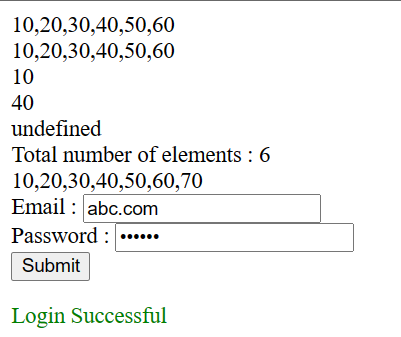 10,20,30,40,50,60
10,20,30,40,50,60
10
40
undefined
Total number of elements : 6
10,20,30,40,50,60,70
Email : abc.com
Password : ••••••
Submit
Login Successful